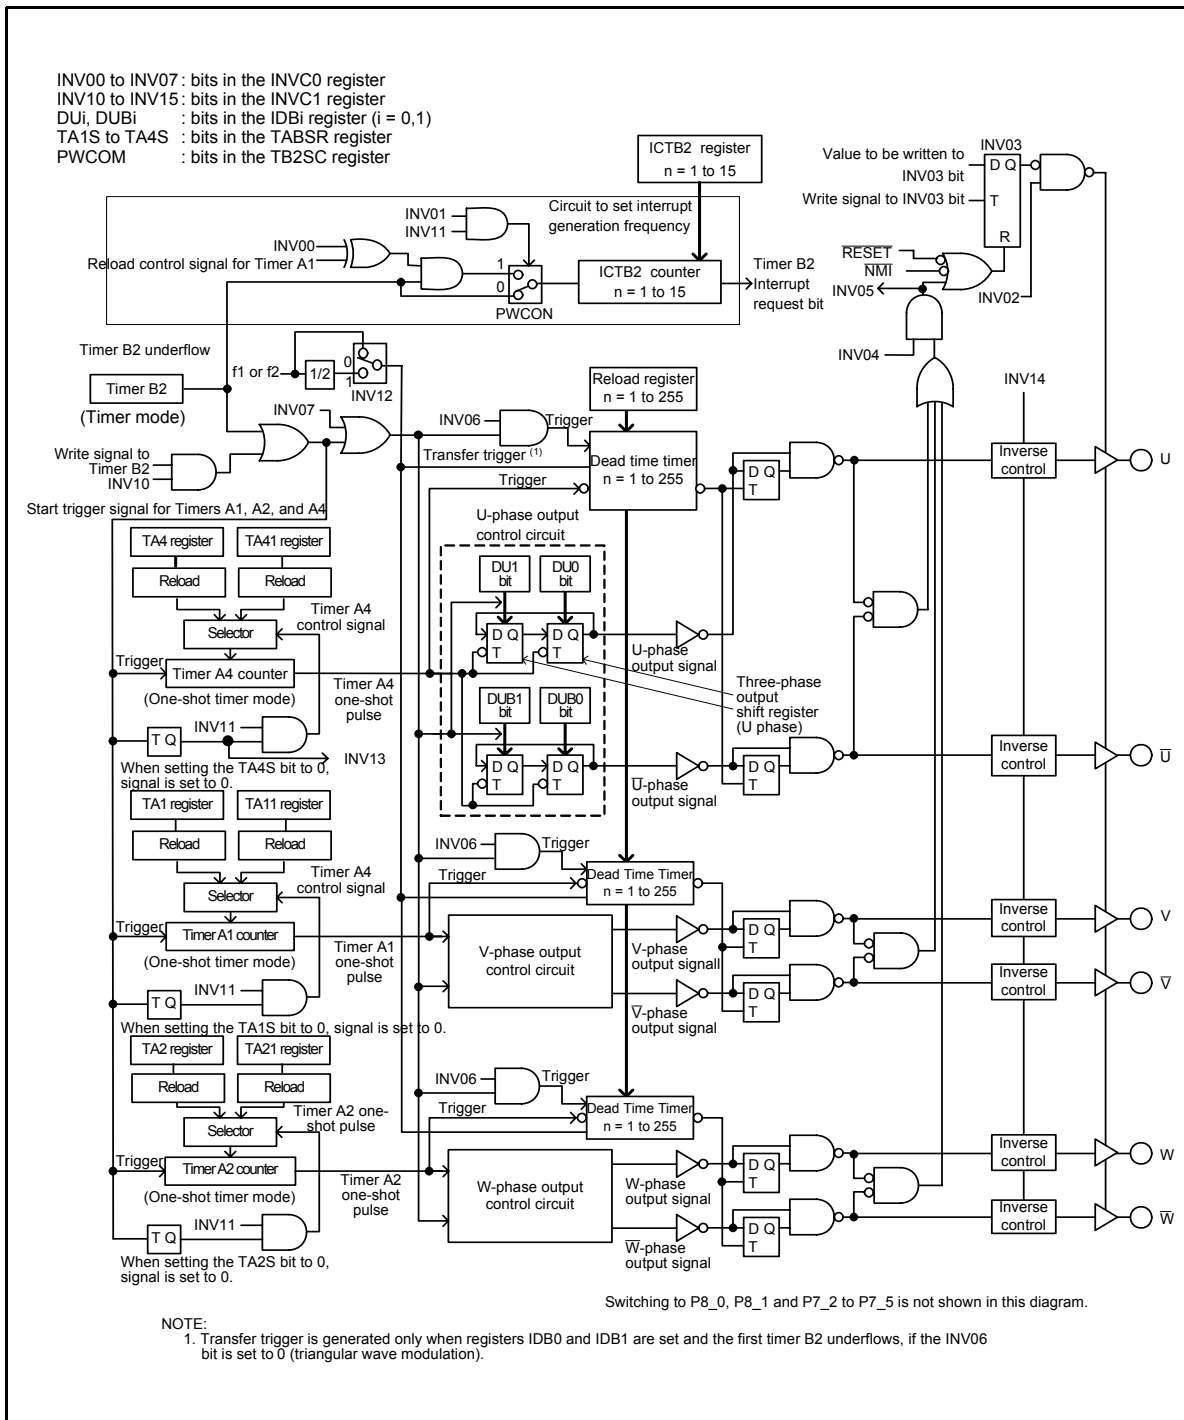 INV00 to INV07 : bits in the INVC0 register
INV10 to INV15 : bits in the INVC1 register
DUi, DUBi : bits in the IDBi register (i = 0,1)
TA1S to TA4S : bits in the TABSR register
PWCOM : bits in the TB2SC register
ICTB2 register
n = 1 to 15
Value to be written to
INV03 bit
INV03
D Q
T
R
Write signal to INV03 bit
INV01
INV11
Circuit to set interrupt
generation frequency
INV00
Reload control signal for Timer A1
1
0
PWCON
ICTB2 counter
n = 1 to 15
Timer B2
Interrupt
request bit
R̅E̅S̅E̅T̅
N̅M̅I̅
INV05
INV02
INV04
Timer B2 underflow
Timer B2
(Timer mode)
f1 or f2
1/2
0
1
INV12
INV07
Write signal to
Timer B2
INV10
Start trigger signal for Timers A1, A2, and A4
INV06
Trigger
Transfer trigger (1)
Trigger
Reload register
n = 1 to 255
Dead time timer
n = 1 to 255
D Q
T
INV14
Inverse
control
U
TA4 register
TA41 register
Reload
Reload
Timer A4
control signal
Selector
Trigger
Timer A4 counter
(One-shot timer mode)
Timer A4
one-shot
pulse
INV11
T Q
INV13
When setting the TA4S bit to 0,
signal is set to 0.
U-phase output
control circuit
DU1
bit
DU0
bit
D Q
T
D Q
T
U-phase
output signal
Three-phase
output
shift register
(U phase)
DUB1
bit
DUB0
bit
D Q
T
D Q
T
U̅-phase
output signal
D Q
T
Inverse
control
U̅
TA1 register
TA11 register
Reload
Reload
Timer A4
control signal
Selector
Trigger
Timer A1 counter
(One-shot timer mode)
Timer A1
one-shot
pulse
INV11
T Q
When setting the TA1S bit to 0, signal is set to 0.
INV06
Trigger
Trigger
Dead Time Timer
n = 1 to 255
V-phase output
control circuit
V-phase
output signall
V̅-phase
output signal
D Q
T
D Q
T
Inverse
control
V
Inverse
control
V̅
TA2 register
TA21 register
Reload
Reload
Timer A2 one-
shot pulse
Selector
Trigger
Timer A2 counter
(One-shot timer mode)
Timer A2
one-shot
pulse
INV11
T Q
When setting the TA2S bit to 0,
signal is set to 0.
INV06
Trigger
Trigger
Dead Time Timer
n = 1 to 255
W-phase output
control circuit
W-phase
output signal
W̅-phase
output signal
D Q
T
D Q
T
Inverse
control
W
Inverse
control
W̅
Switching to P8_0, P8_1 and P7_2 to P7_5 is not shown in this diagram.
NOTE:
1. Transfer trigger is generated only when registers IDB0 and IDB1 are set and the first timer B2 underflows, if the INV06
bit is set to 0 (triangular wave modulation).